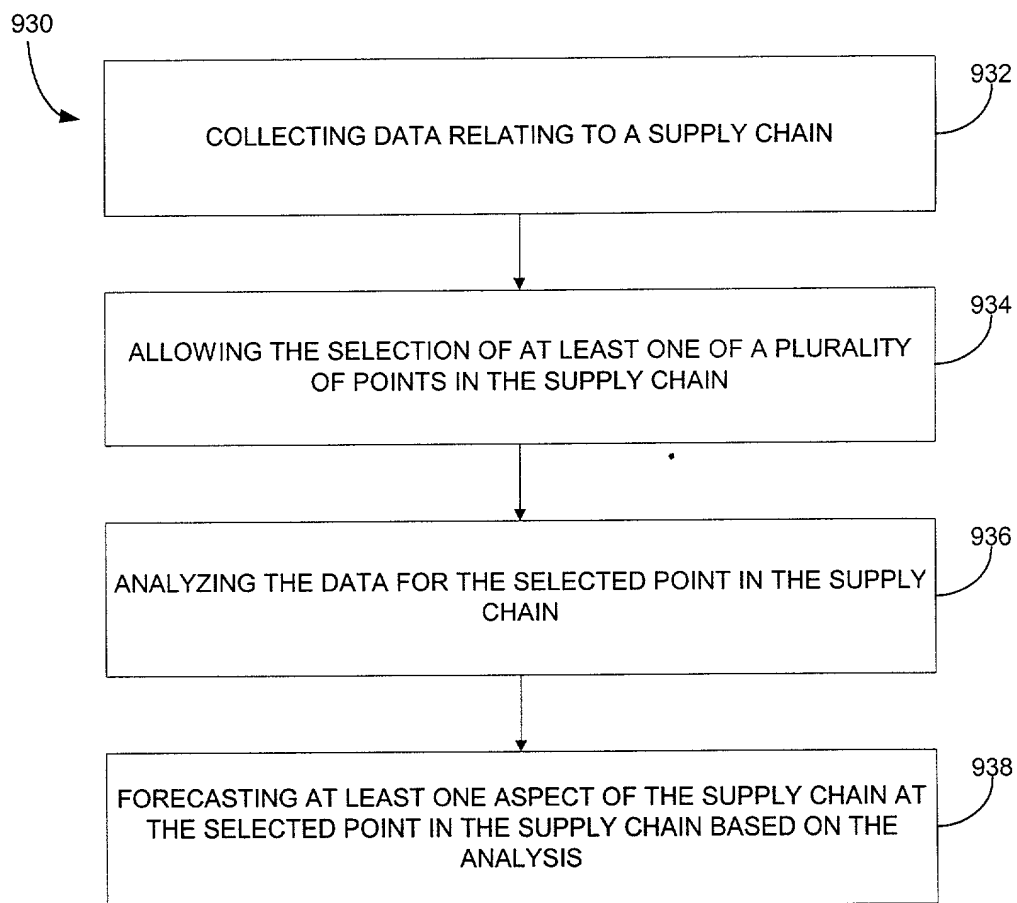 930
932
COLLECTING DATA RELATING TO A SUPPLY CHAIN
934
ALLOWING THE SELECTION OF AT LEAST ONE OF A PLURALITY
OF POINTS IN THE SUPPLY CHAIN
936
ANALYZING THE DATA FOR THE SELECTED POINT IN THE SUPPLY
CHAIN
938
FORECASTING AT LEAST ONE ASPECT OF THE SUPPLY CHAIN AT
THE SELECTED POINT IN THE SUPPLY CHAIN BASED ON THE
ANALYSIS